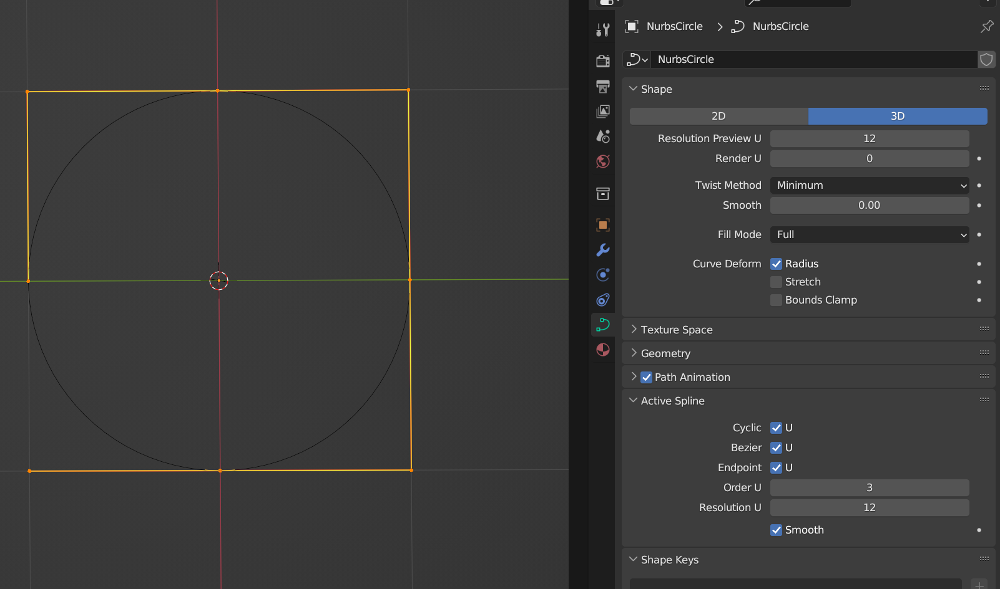 NurbsCircle > NurbsCircle
NurbsCircle
Shape
2D 3D
Resolution Preview U 12
Render U 0
Twist Method Minimum
Smooth 0.00
Fill Mode Full
Curve Deform Radius
Stretch
Bounds Clamp
Texture Space
Geometry
Path Animation
Active Spline
Cyclic U
Bezier U
Endpoint U
Order U 3
Resolution U 12
Smooth
Shape Keys